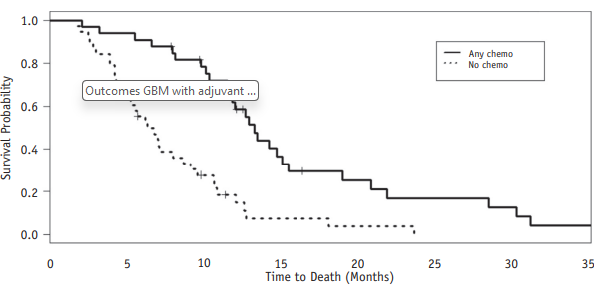 Survival Probability
1.0
0.8
0.6
0.4
0.2
0.0
Any chemo
No chemo
Outcomes GBM with adjuvant ...
0 5 10 15 20 25 30 35
Time to Death (Months)